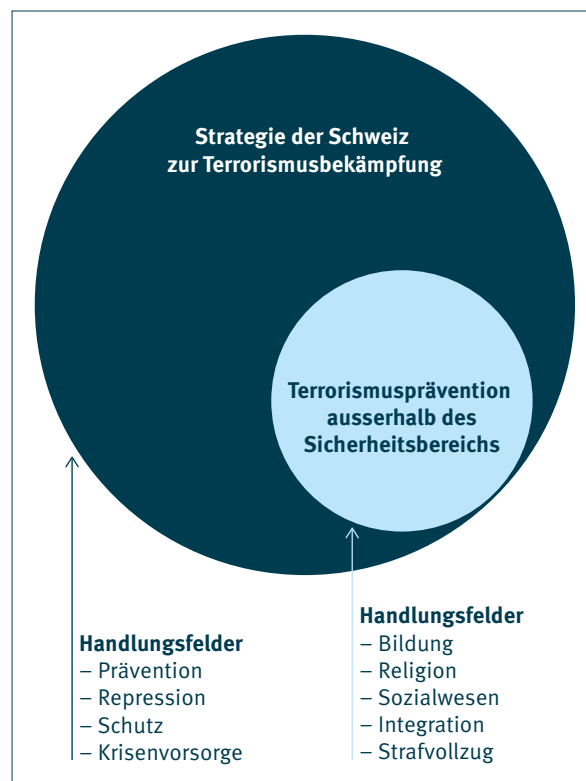 Strategie der Schweiz
zur Terrorismusbekämpfung
Terrorismusprävention
ausserhalb des
Sicherheitsbereichs
Handlungsfelder
– Prävention
– Repression
– Schutz
– Krisenvorsorge
Handlungsfelder
– Bildung
– Religion
– Sozialwesen
– Integration
– Strafvollzug